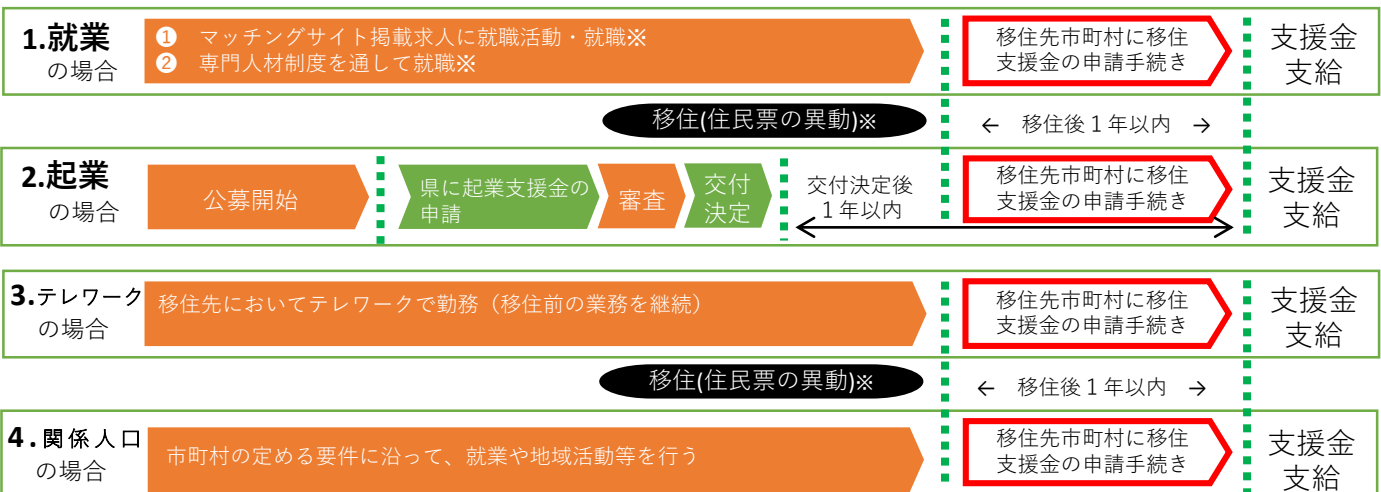 1.就業
の場合
❶ マッチングサイト掲載求人に就職活動・就職※
❷ 専門人材制度を通して就職※
移住先市町村に移住
支援金の申請手続き
支援金
支給
移住(住民票の異動)※
← 移住後１年以内 →
2.起業
の場合
公募開始
県に起業支援金の
申請
審査
交付
決定
交付決定後
１年以内
移住先市町村に移住
支援金の申請手続き
支援金
支給
3.テレワーク
の場合
移住先においてテレワークで勤務（移住前の業務を継続）
移住先市町村に移住
支援金の申請手続き
支援金
支給
移住(住民票の異動)※
← 移住後１年以内 →
4.関係人口
の場合
市町村の定める要件に沿って、就業や地域活動等を行う
移住先市町村に移住
支援金の申請手続き
支援金
支給